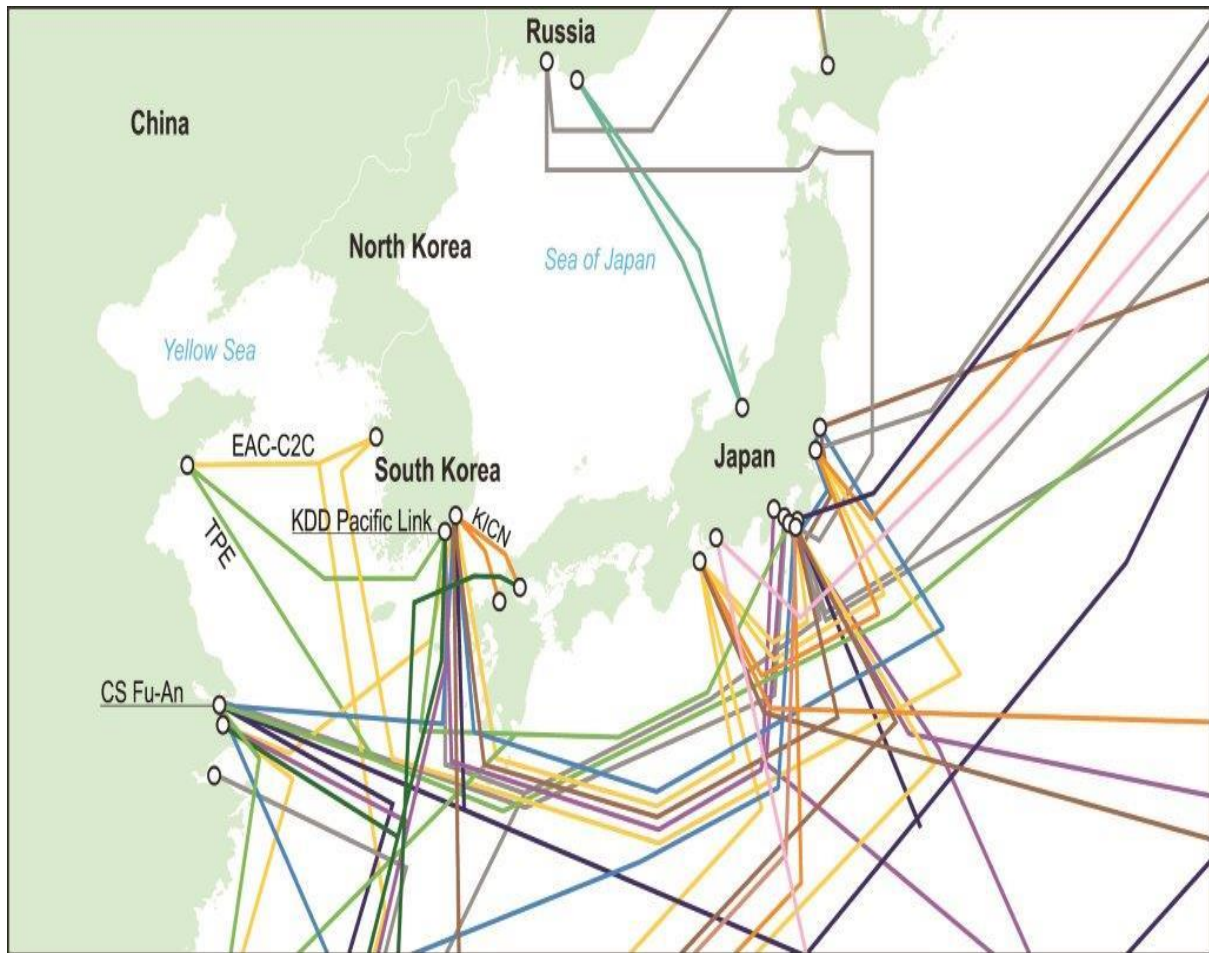 Russia
China
North Korea
Sea of Japan
Yellow Sea
EAC-C2C
South Korea
Japan
KDD Pacific Link
KICN
TPE
CS Fu-An